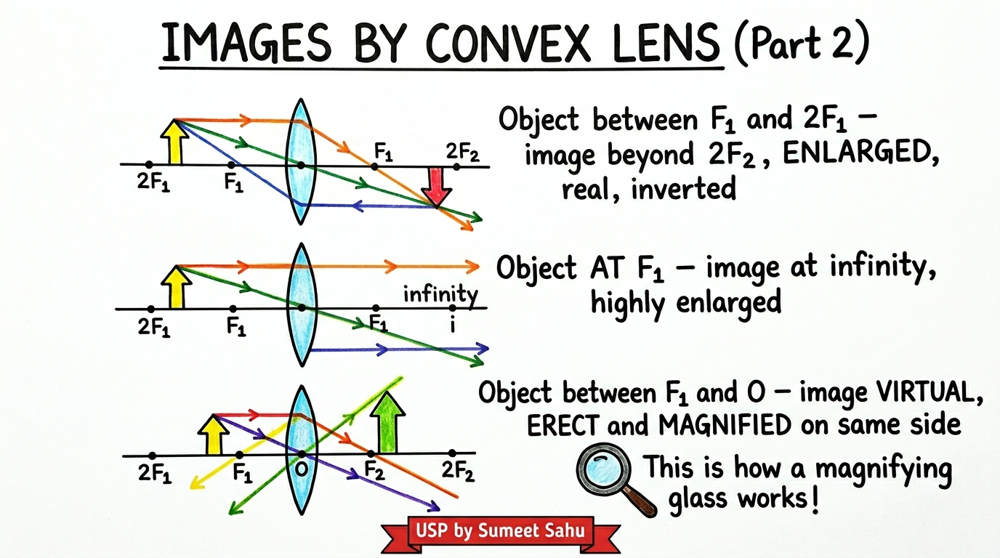 IMAGES BY CONVEX LENS (Part 2)
Object between F₁ and 2F₁ –
image beyond 2F₂, ENLARGED,
real, inverted
2F₁ F₁ F₁ 2F₂
Object AT F₁ – image at infinity,
highly enlarged
infinity
2F₁ F₁ F₁ i
Object between F₁ and O – image VIRTUAL,
ERECT and MAGNIFIED on same side
2F₁ F₁ O F₂ 2F₂
This is how a magnifying
glass works!
USP by Sumeet Sahu